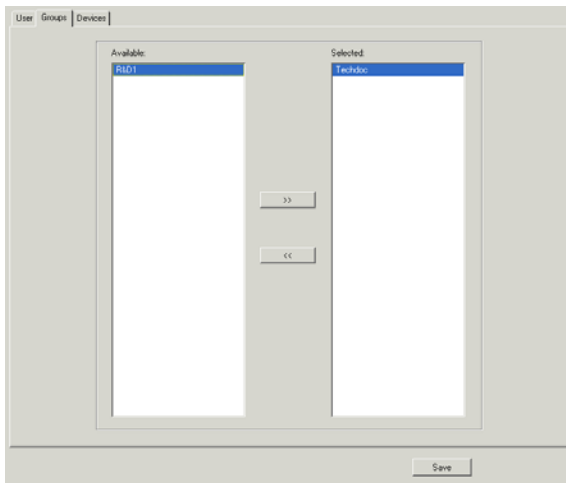 User Groups Devices
Available: Selected:
R&D1 Techdoc
>>
<<
Save